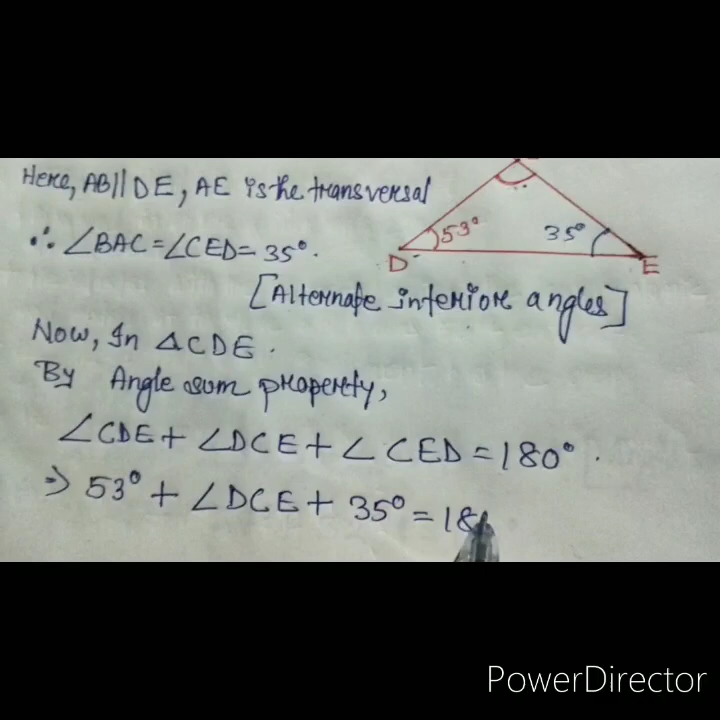 Here, AB||DE, AE is the transversal
∴ ∠BAC=∠CED= 35°.
53° 35°
D E
[Alternate interior angles]
Now, In △CDE.
By Angle sum property,
∠CDE+ ∠DCE+ ∠CED=180°.
⇒ 53° + ∠DCE+ 35° = 18
PowerDirector